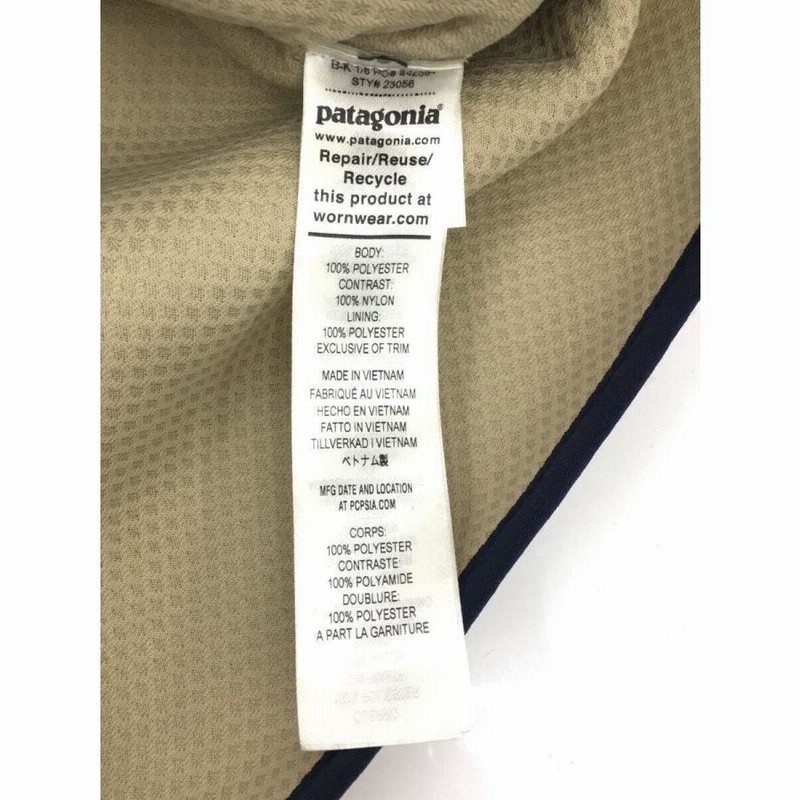 B-K 1/6 PO#
STY# 23056
patagonia®
www.patagonia.com
Repair/Reuse/
Recycle
this product at
wornwear.com
BODY:
100% POLYESTER
CONTRAST:
100% NYLON
LINING:
100% POLYESTER
EXCLUSIVE OF TRIM
MADE IN VIETNAM
FABRIQUÉ AU VIETNAM
HECHO EN VIETNAM
FATTO IN VIETNAM
TILLVERKAD I VIETNAM
ベトナム製
MFG DATE AND LOCATION
AT PCPSIA.COM
CORPS:
100% POLYESTER
CONTRASTE:
100% POLYAMIDE
DOUBLURE:
100% POLYESTER
A PART LA GARNITURE